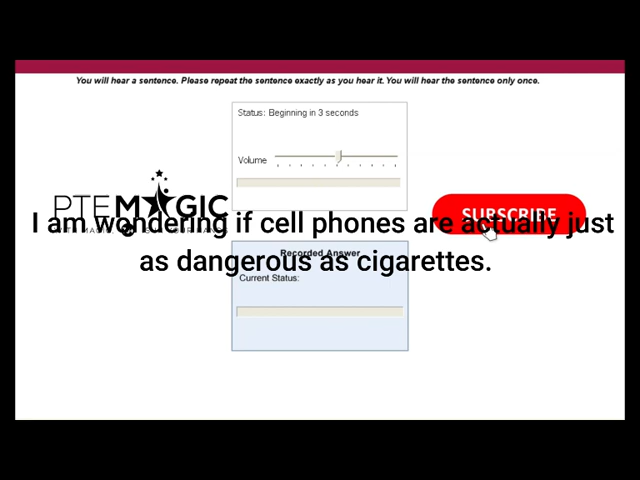 You will hear a sentence. Please repeat the sentence exactly as you hear it. You will hear the sentence only once.
Status: Beginning in 3 seconds
Volume
PTEMAGIC
SUBSCRIBE
I am wondering if cell phones are actually just
as dangerous as cigarettes.
Recorded Answer
Current Status: